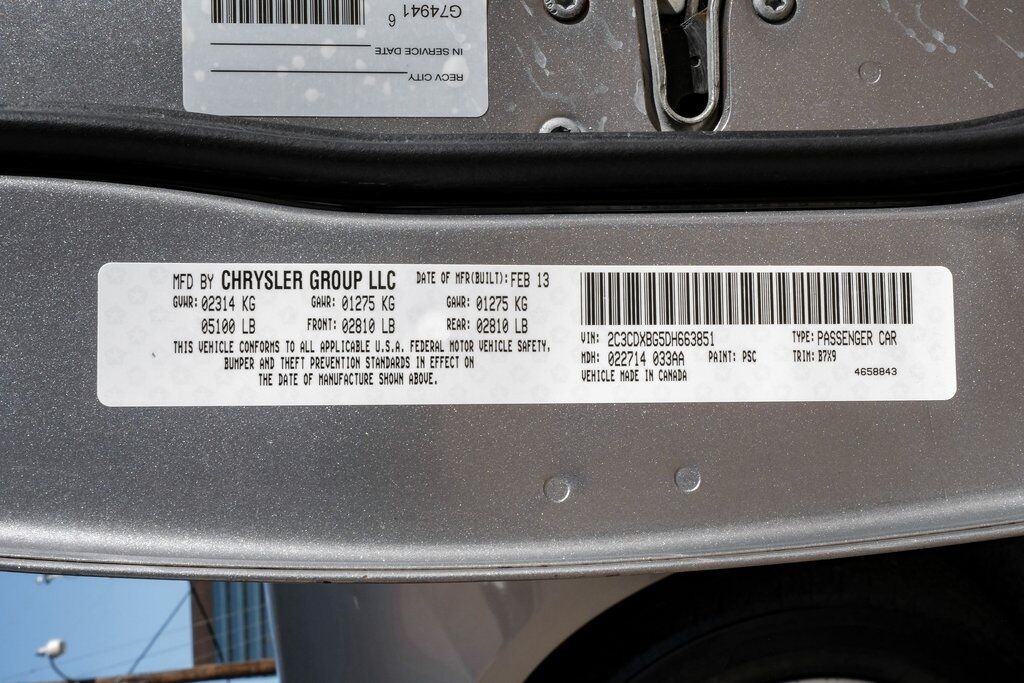 G74941 6
IN SERVICE DATE
RECV CITY
MFD BY CHRYSLER GROUP LLC DATE OF MFR(BUILT): FEB 13
GVWR: 02314 KG GAWR: 01275 KG GAWR: 01275 KG
05100 LB FRONT: 02810 LB REAR: 02810 LB
THIS VEHICLE CONFORMS TO ALL APPLICABLE U.S.A. FEDERAL MOTOR VEHICLE SAFETY,
BUMPER AND THEFT PREVENTION STANDARDS IN EFFECT ON
THE DATE OF MANUFACTURE SHOWN ABOVE.
VIN: 2C3CDXBG5DH663851 TYPE: PASSENGER CAR
MDH: 022714 033AA PAINT: PSC TRIM: B7X9
VEHICLE MADE IN CANADA 4658843